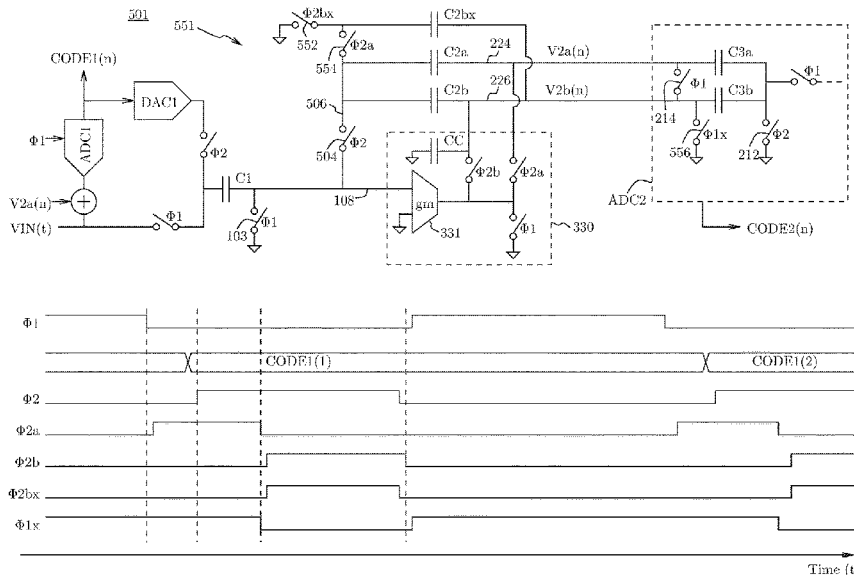 501
551
CODE1(n)
Φ2bx
552
Φ2a
554
C2bx
C2a
224
V2a(n)
C3a
C2b
226
V2b(n)
C3b
Φ1
214
Φ1
Φ1x
556
Φ2
212
DAC1
Φ1
ADC1
Φ2
506
504
Φ2
CC
Φ2b
Φ2a
C1
V2a(n)
VIN(t)
Φ1
103
Φ1
108
gm
331
Φ1
330
ADC2
CODE2(n)
Φ1
CODE1(1)
CODE1(2)
Φ2
Φ2a
Φ2b
Φ2bx
Φ1x
Time (t